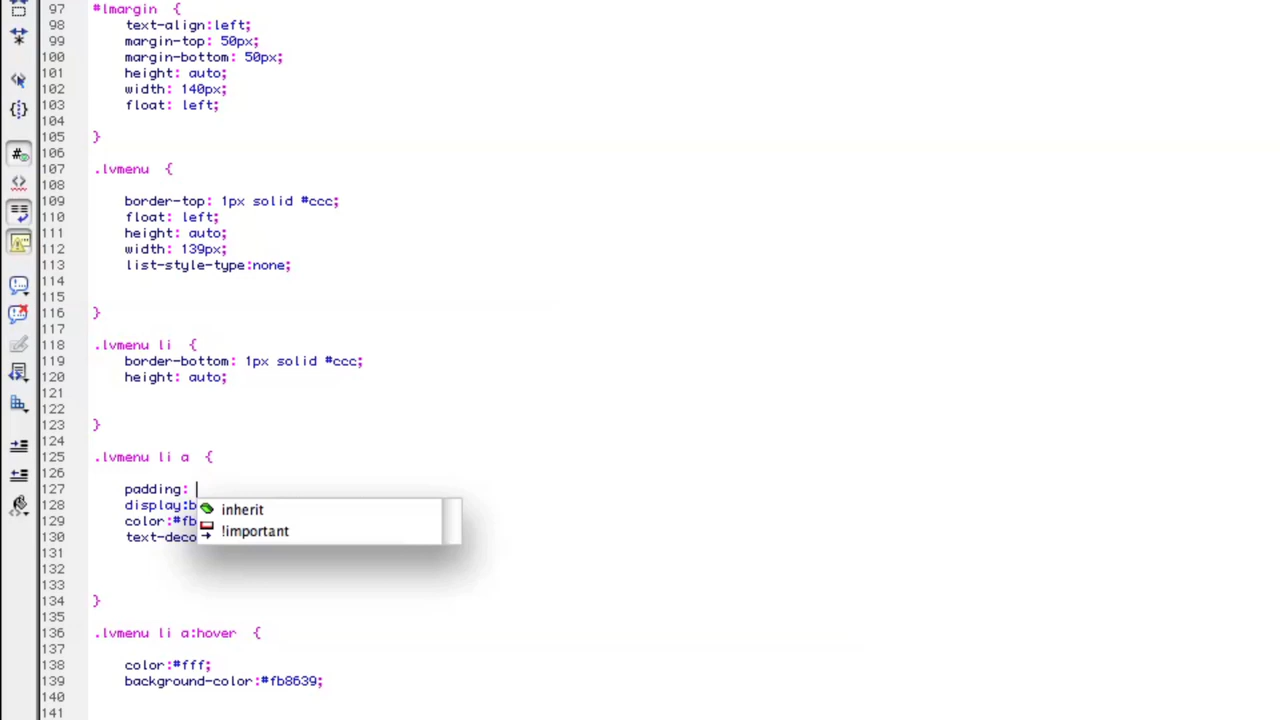 97 #lmargin {
98 text-align:left;
99 margin-top: 50px;
100 margin-bottom: 50px;
101 height: auto;
102 width: 140px;
103 float: left;
104
105 }
106
107 .lvmenu {
108
109 border-top: 1px solid #ccc;
110 float: left;
111 height: auto;
112 width: 139px;
113 list-style-type:none;
114
115
116 }
117
118 .lvmenu li {
119 border-bottom: 1px solid #ccc;
120 height: auto;
121
122
123 }
124
125 .lvmenu li a {
126
127 padding:
128 display:b
inherit
129 color:#fb
!important
130 text-deco
131
132
133
134 }
135
136 .lvmenu li a:hover {
137
138 color:#fff;
139 background-color:#fb8639;
140
141